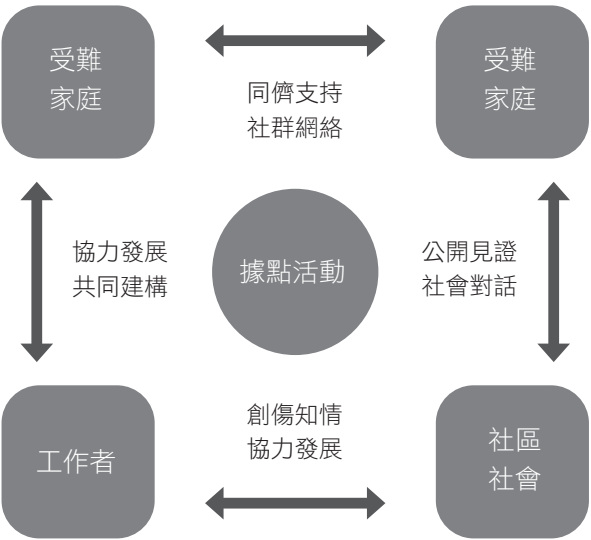 受難
家庭
同儕支持
社群網絡
受難
家庭
協力發展
共同建構
據點活動
公開見證
社會對話
工作者
創傷知情
協力發展
社區
社會